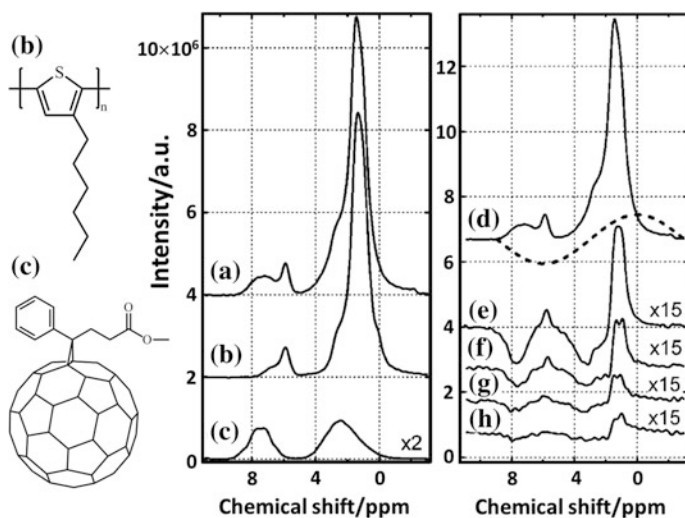 (b)
S
n
(c)
O
O
Intensity/a.u.
10×10⁶
8
6
4
2
0
(a)
(b)
(c)
x2
8
4
0
Chemical shift/ppm
12
10
8
6
4
2
0
(d)
(e)
x15
(f)
x15
(g)
x15
(h)
x15
8
4
0
Chemical shift/ppm